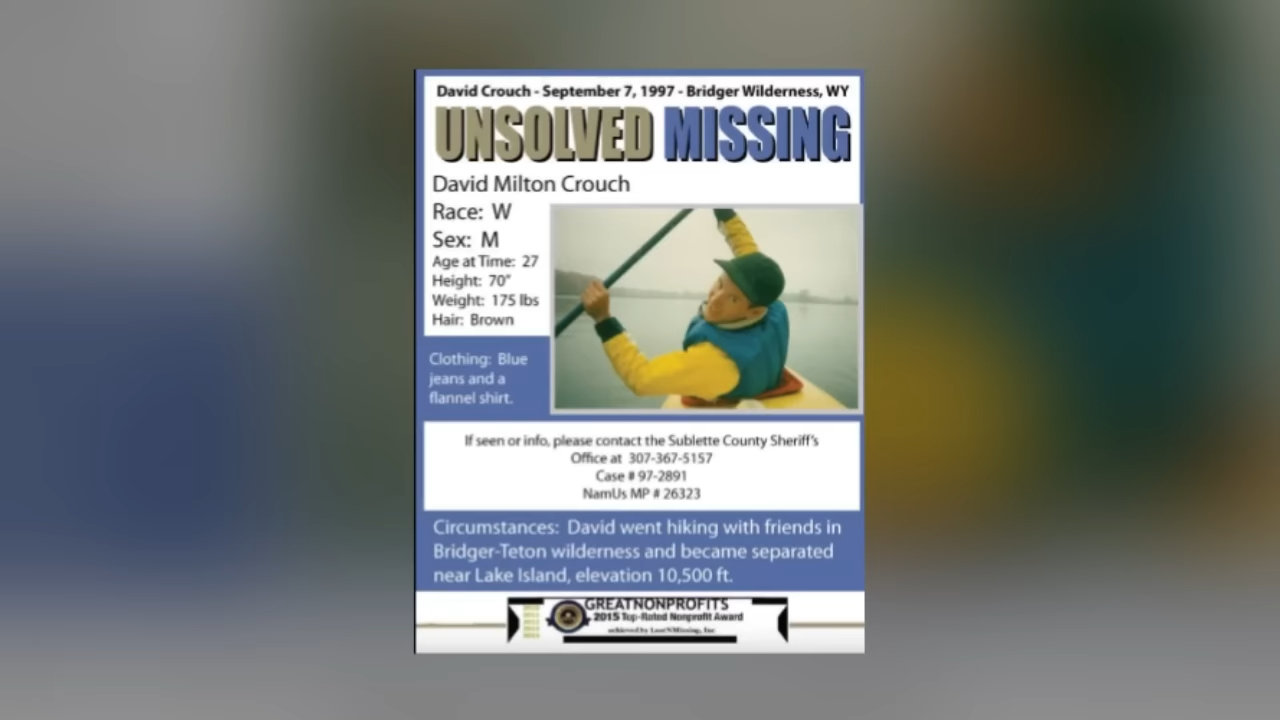 David Crouch - September 7, 1997 - Bridger Wilderness, WY
UNSOLVED MISSING
David Milton Crouch
Race: W
Sex: M
Age at Time: 27
Height: 70"
Weight: 175 lbs
Hair: Brown
Clothing: Blue
jeans and a
flannel shirt.
If seen or info, please contact the Sublette County Sheriff's
Office at 307-367-5157
Case # 97-2891
NamUs MP # 26323
Circumstances: David went hiking with friends in
Bridger-Teton wilderness and became separated
near Lake Island, elevation 10,500 ft.
GREATNONPROFITS
2015 Top-Rated Nonprofit Award
achieved by LostNMissing, Inc